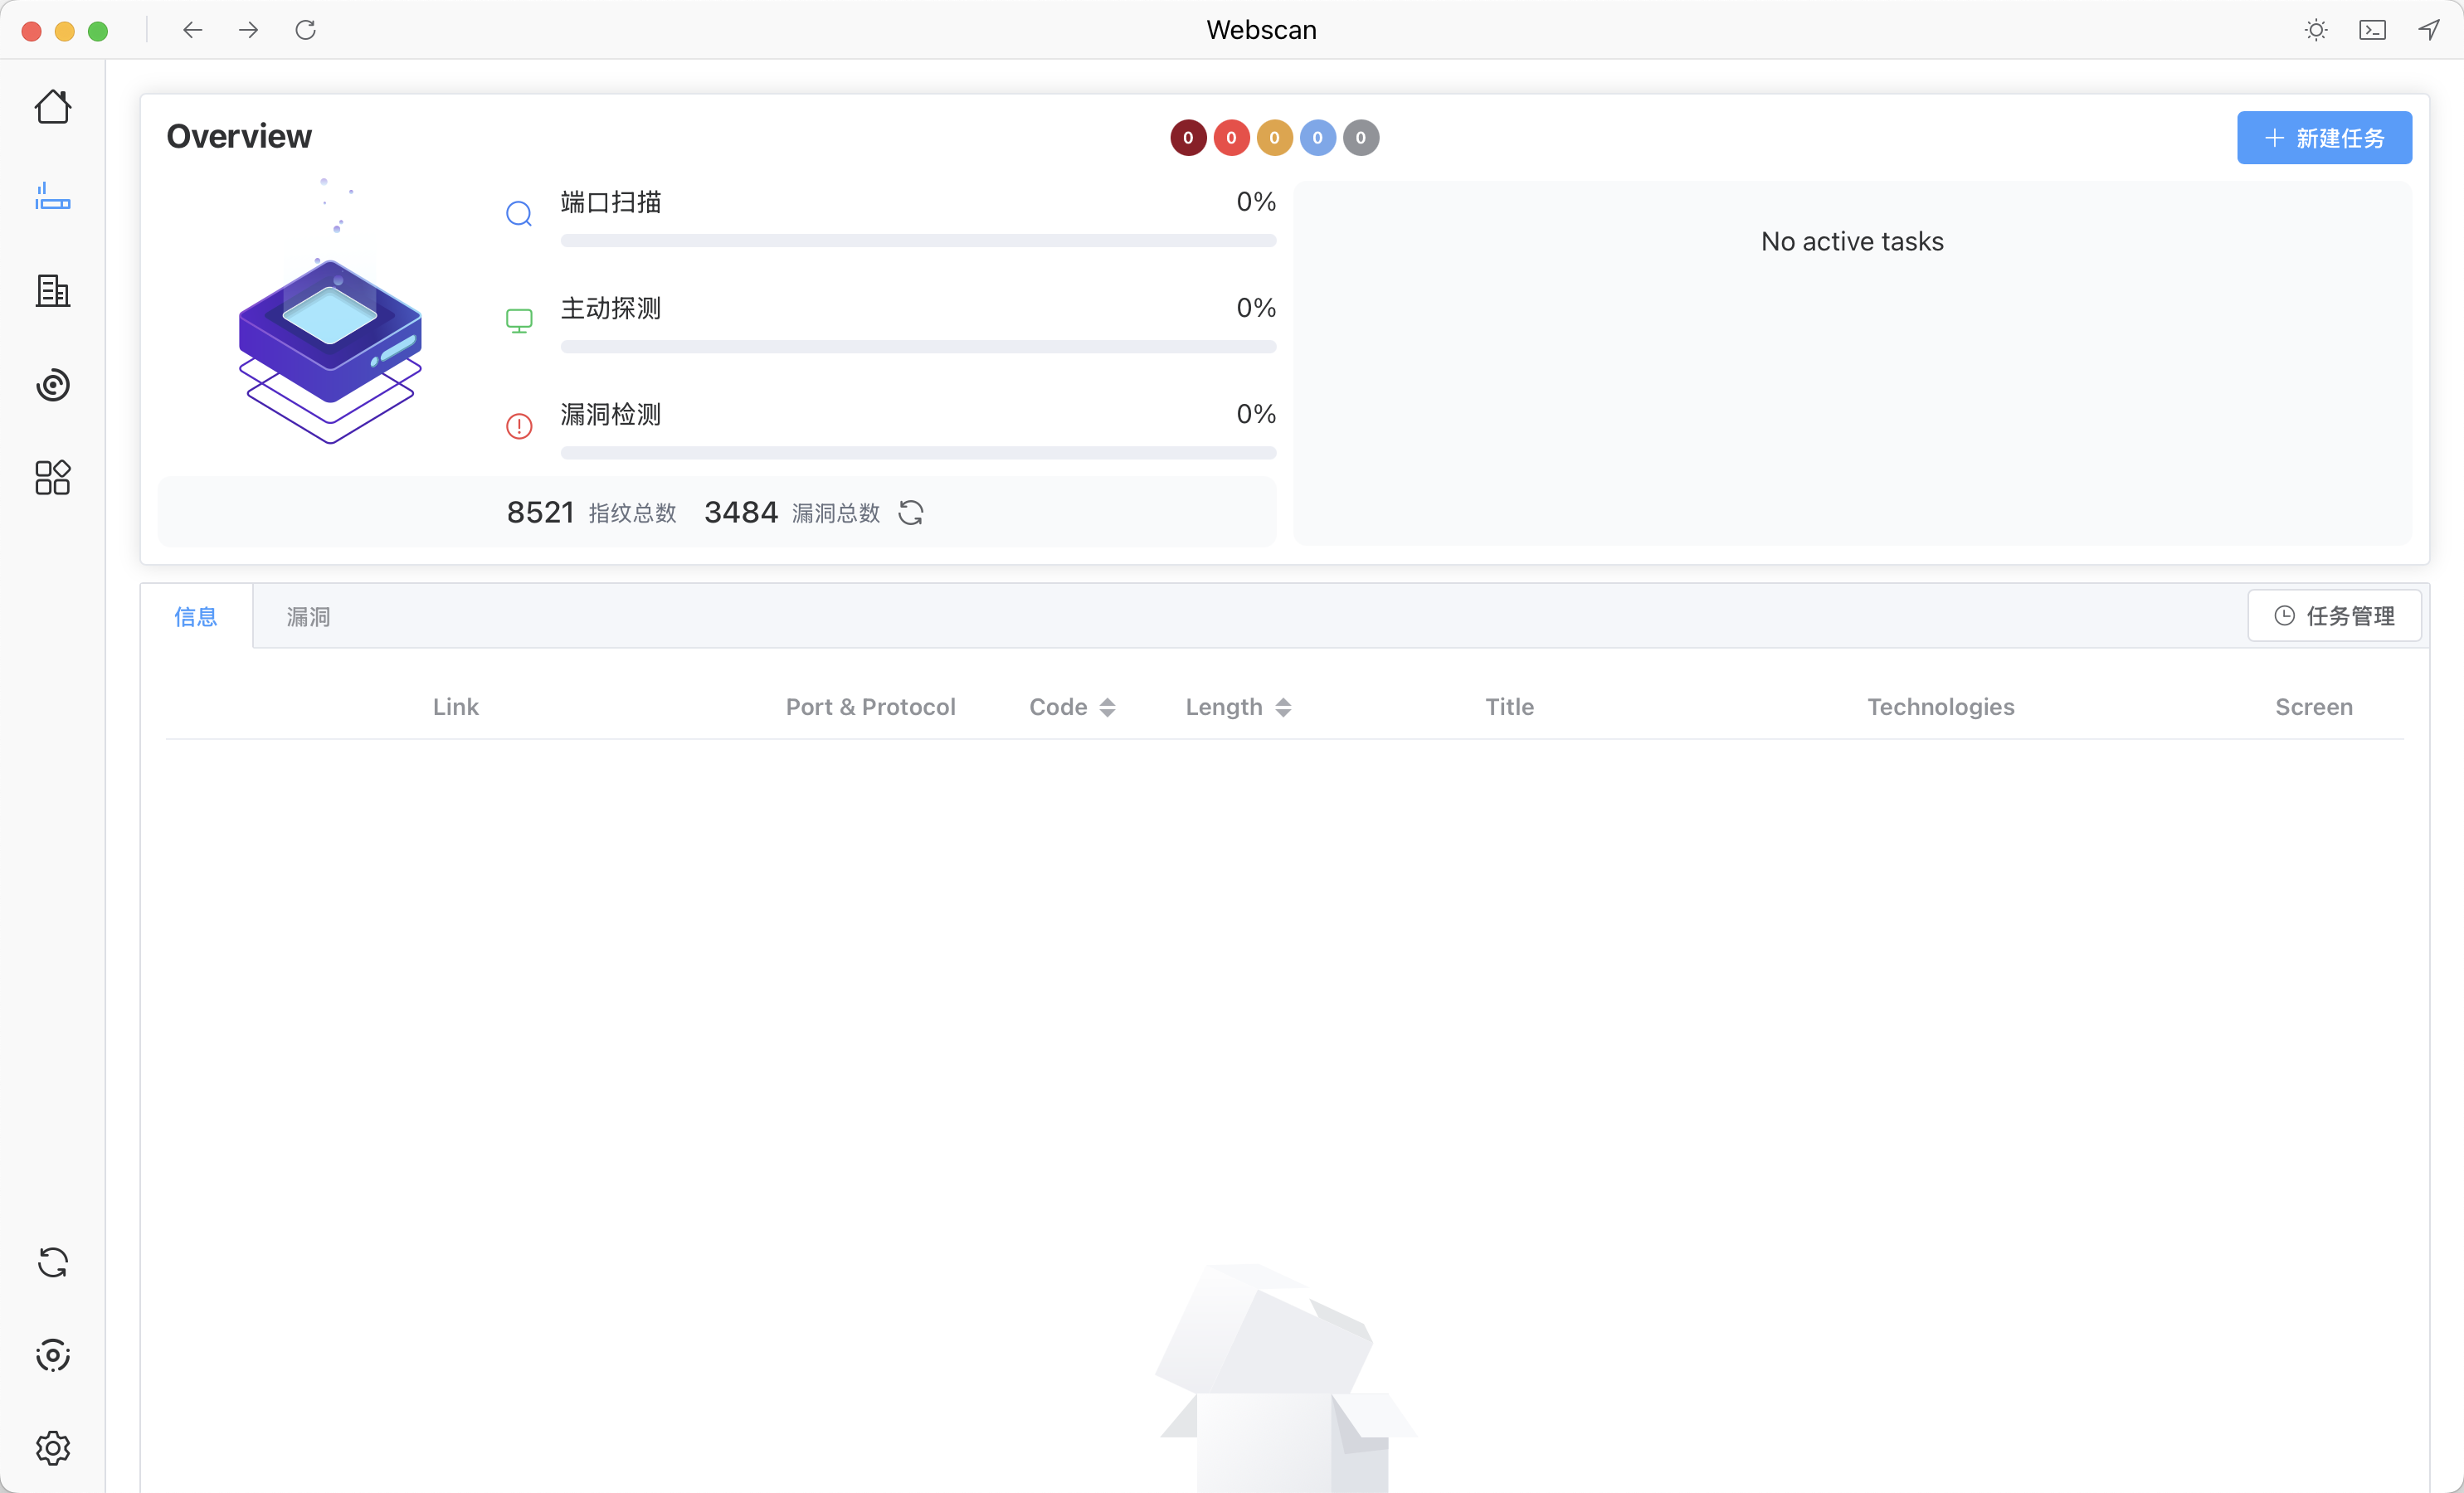 Webscan
Overview
0 0 0 0 0
新建任务
端口扫描 0%
主动探测 0%
漏洞检测 0%
8521 指纹总数 3484 漏洞总数
No active tasks
信息 漏洞 任务管理
Link Port & Protocol Code Length Title Technologies Screen